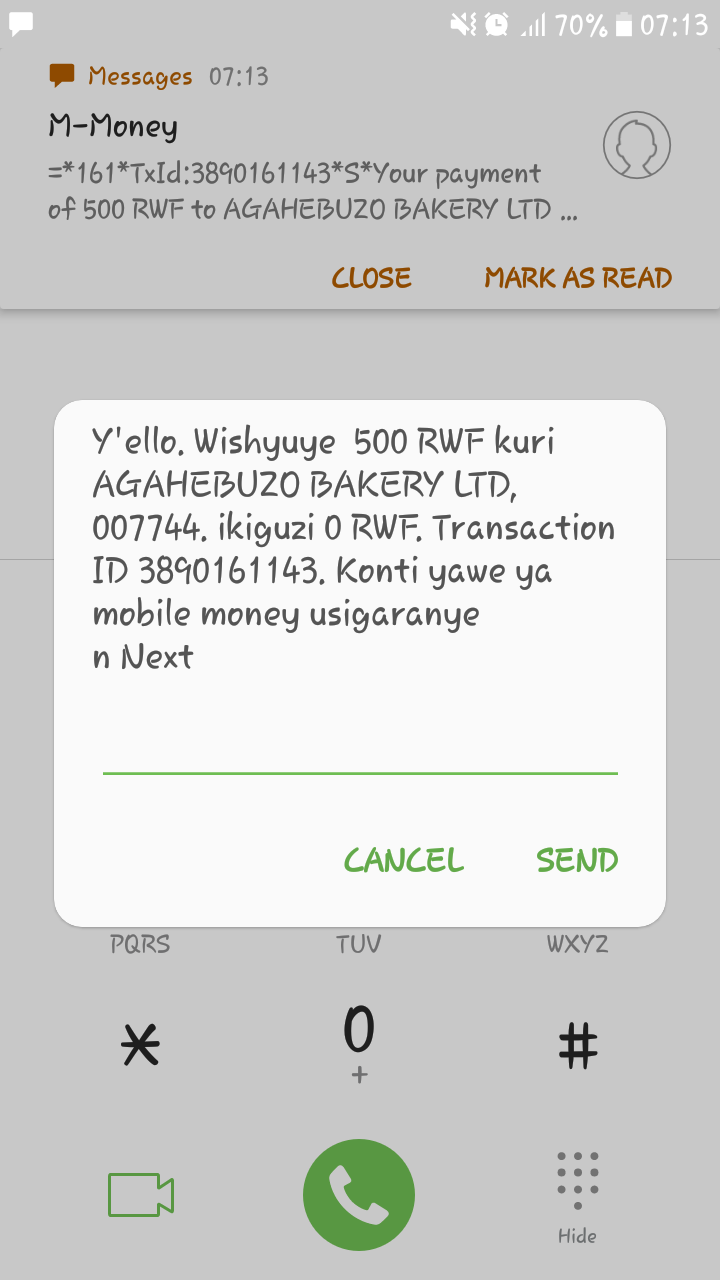 70% 07:13
Messages 07:13
M-Money
=*161*TxId:3890161143*S*Your payment
of 500 RWF to AGAHEBUZO BAKERY LTD ...
CLOSE MARK AS READ
Y'ello. Wishyuye 500 RWF kuri
AGAHEBUZO BAKERY LTD,
007744. ikiguzi 0 RWF. Transaction
ID 3890161143. Konti yawe ya
mobile money usigaranye
n Next
CANCEL SEND
PQRS TUV WXYZ
* 0 #
+
Hide